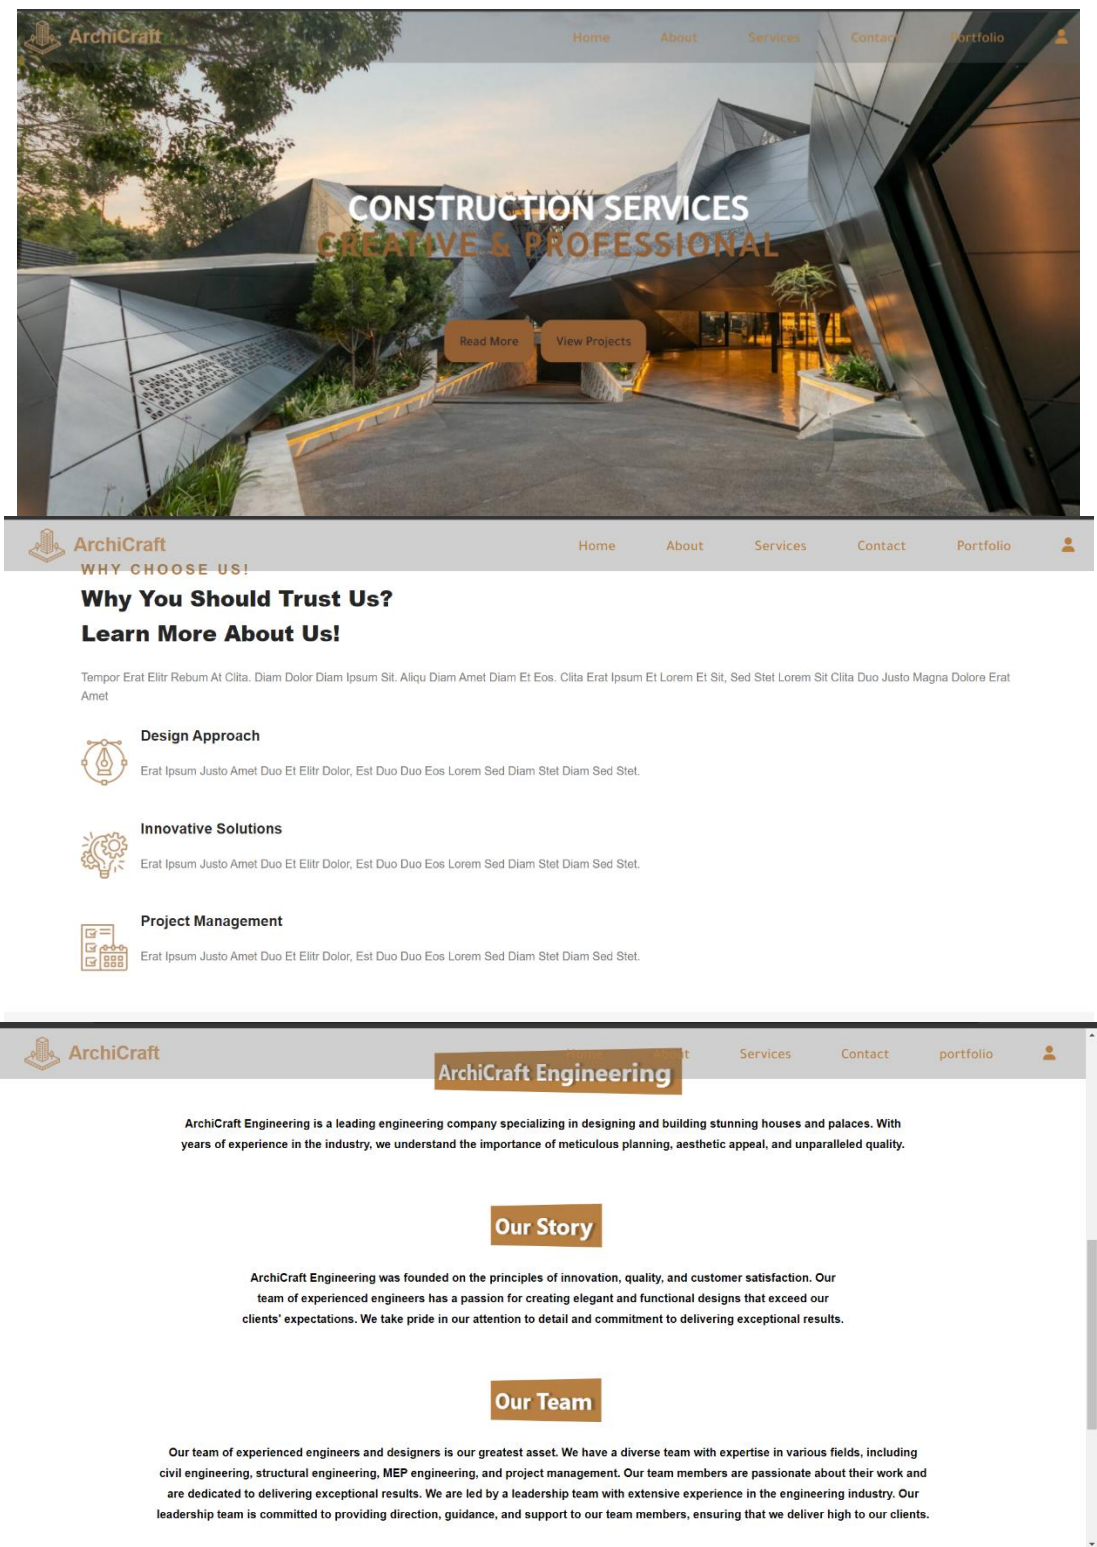 ArchiCraft
Home About Services Contact Portfolio
CONSTRUCTION SERVICES
CREATIVE & PROFESSIONAL
Read More View Projects
ArchiCraft
Home About Services Contact Portfolio
WHY CHOOSE US!
Why You Should Trust Us?
Learn More About Us!
Tempor Erat Elitr Rebum At Clita. Diam Dolor Diam Ipsum Sit. Aliqu Diam Amet Diam Et Eos. Clita Erat Ipsum Et Lorem Et Sit, Sed Stet Lorem Sit Clita Duo Justo Magna Dolore Erat
Amet
Design Approach
Erat Ipsum Justo Amet Duo Et Elitr Dolor, Est Duo Duo Eos Lorem Sed Diam Stet Diam Sed Stet.
Innovative Solutions
Erat Ipsum Justo Amet Duo Et Elitr Dolor, Est Duo Duo Eos Lorem Sed Diam Stet Diam Sed Stet.
Project Management
Erat Ipsum Justo Amet Duo Et Elitr Dolor, Est Duo Duo Eos Lorem Sed Diam Stet Diam Sed Stet.
ArchiCraft
Home About Services Contact portfolio
ArchiCraft Engineering
ArchiCraft Engineering is a leading engineering company specializing in designing and building stunning houses and palaces. With
years of experience in the industry, we understand the importance of meticulous planning, aesthetic appeal, and unparalleled quality.
Our Story
ArchiCraft Engineering was founded on the principles of innovation, quality, and customer satisfaction. Our
team of experienced engineers has a passion for creating elegant and functional designs that exceed our
clients' expectations. We take pride in our attention to detail and commitment to delivering exceptional results.
Our Team
Our team of experienced engineers and designers is our greatest asset. We have a diverse team with expertise in various fields, including
civil engineering, structural engineering, MEP engineering, and project management. Our team members are passionate about their work and
are dedicated to delivering exceptional results. We are led by a leadership team with extensive experience in the engineering industry. Our
leadership team is committed to providing direction, guidance, and support to our team members, ensuring that we deliver high to our clients.